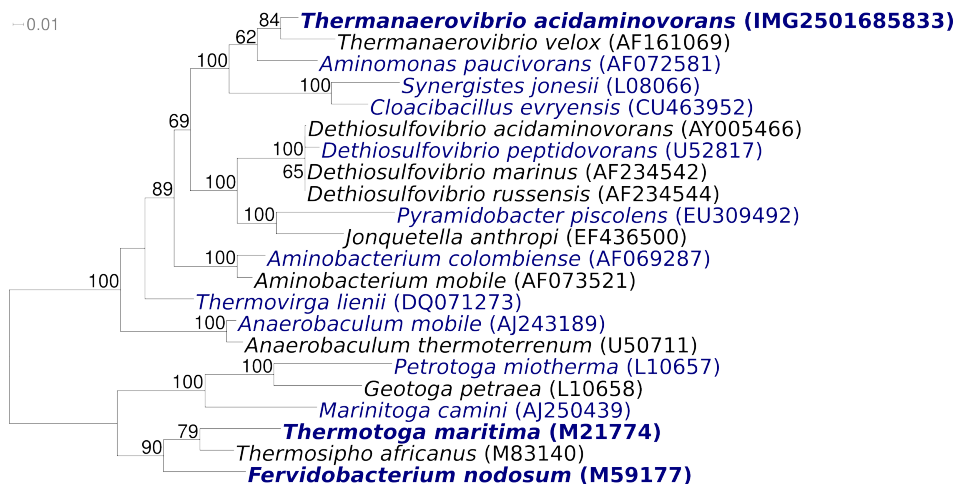 0.01
84 Thermanaerovibrio acidaminovorans (IMG2501685833)
62 Thermanaerovibrio velox (AF161069)
100 Aminomonas paucivorans (AF072581)
100 Synergistes jonesii (L08066)
Cloacibacillus evryensis (CU463952)
69 Dethiosulfovibrio acidaminovorans (AY005466)
100 Dethiosulfovibrio peptidovorans (U52817)
65 Dethiosulfovibrio marinus (AF234542)
89 100 Dethiosulfovibrio russensis (AF234544)
100 Pyramidobacter piscolens (EU309492)
Jonquetella anthropi (EF436500)
100 Aminobacterium colombiense (AF069287)
100 Aminobacterium mobile (AF073521)
Thermovirga lienii (DQ071273)
100 Anaerobaculum mobile (AJ243189)
Anaerobaculum thermoterrenum (U50711)
100 Petrotoga miotherma (L10657)
100 Geotoga petraea (L10658)
Marinitoga camini (AJ250439)
79 Thermotoga maritima (M21774)
90 Thermosipho africanus (M83140)
Fervidobacterium nodosum (M59177)